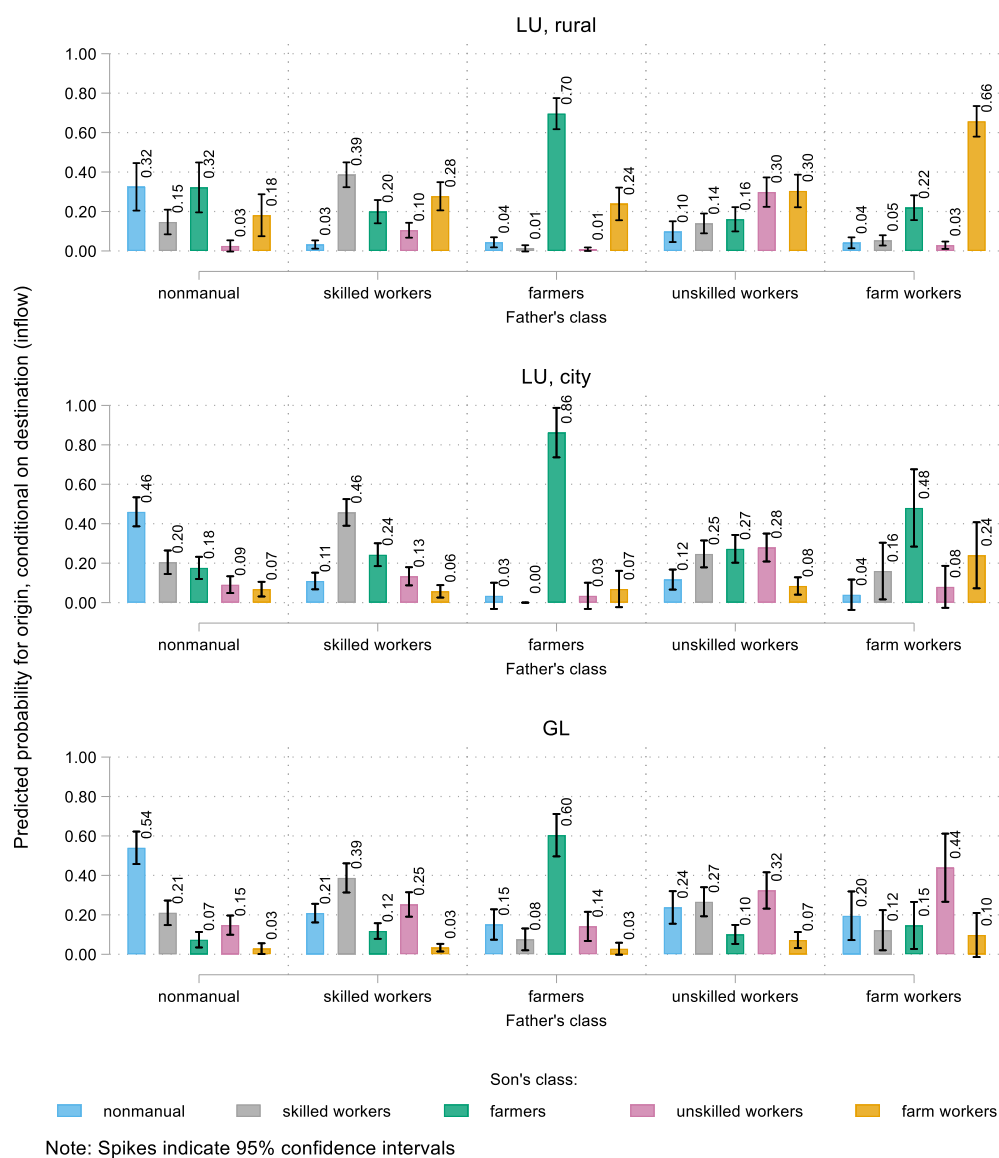 LU, rural
1.00
0.80
0.60
0.40
0.20
0.00
0.32 0.15 0.32 0.03 0.18 0.03 0.39 0.20 0.10 0.28 0.04 0.01 0.70 0.01 0.24 0.10 0.14 0.16 0.30 0.30 0.04 0.05 0.22 0.03 0.66
nonmanual skilled workers farmers unskilled workers farm workers
Father's class
LU, city
1.00
0.80
0.60
0.40
0.20
0.00
0.46 0.20 0.18 0.09 0.07 0.11 0.46 0.24 0.13 0.06 0.03 0.00 0.86 0.03 0.07 0.12 0.25 0.27 0.28 0.08 0.04 0.16 0.48 0.08 0.24
nonmanual skilled workers farmers unskilled workers farm workers
Father's class
GL
1.00
0.80
0.60
0.40
0.20
0.00
0.54 0.21 0.07 0.15 0.03 0.21 0.39 0.12 0.25 0.03 0.15 0.08 0.60 0.14 0.03 0.24 0.27 0.10 0.32 0.07 0.20 0.12 0.15 0.44 0.10
nonmanual skilled workers farmers unskilled workers farm workers
Father's class
Predicted probability for origin, conditional on destination (inflow)
Son's class:
nonmanual skilled workers farmers unskilled workers farm workers
Note: Spikes indicate 95% confidence intervals